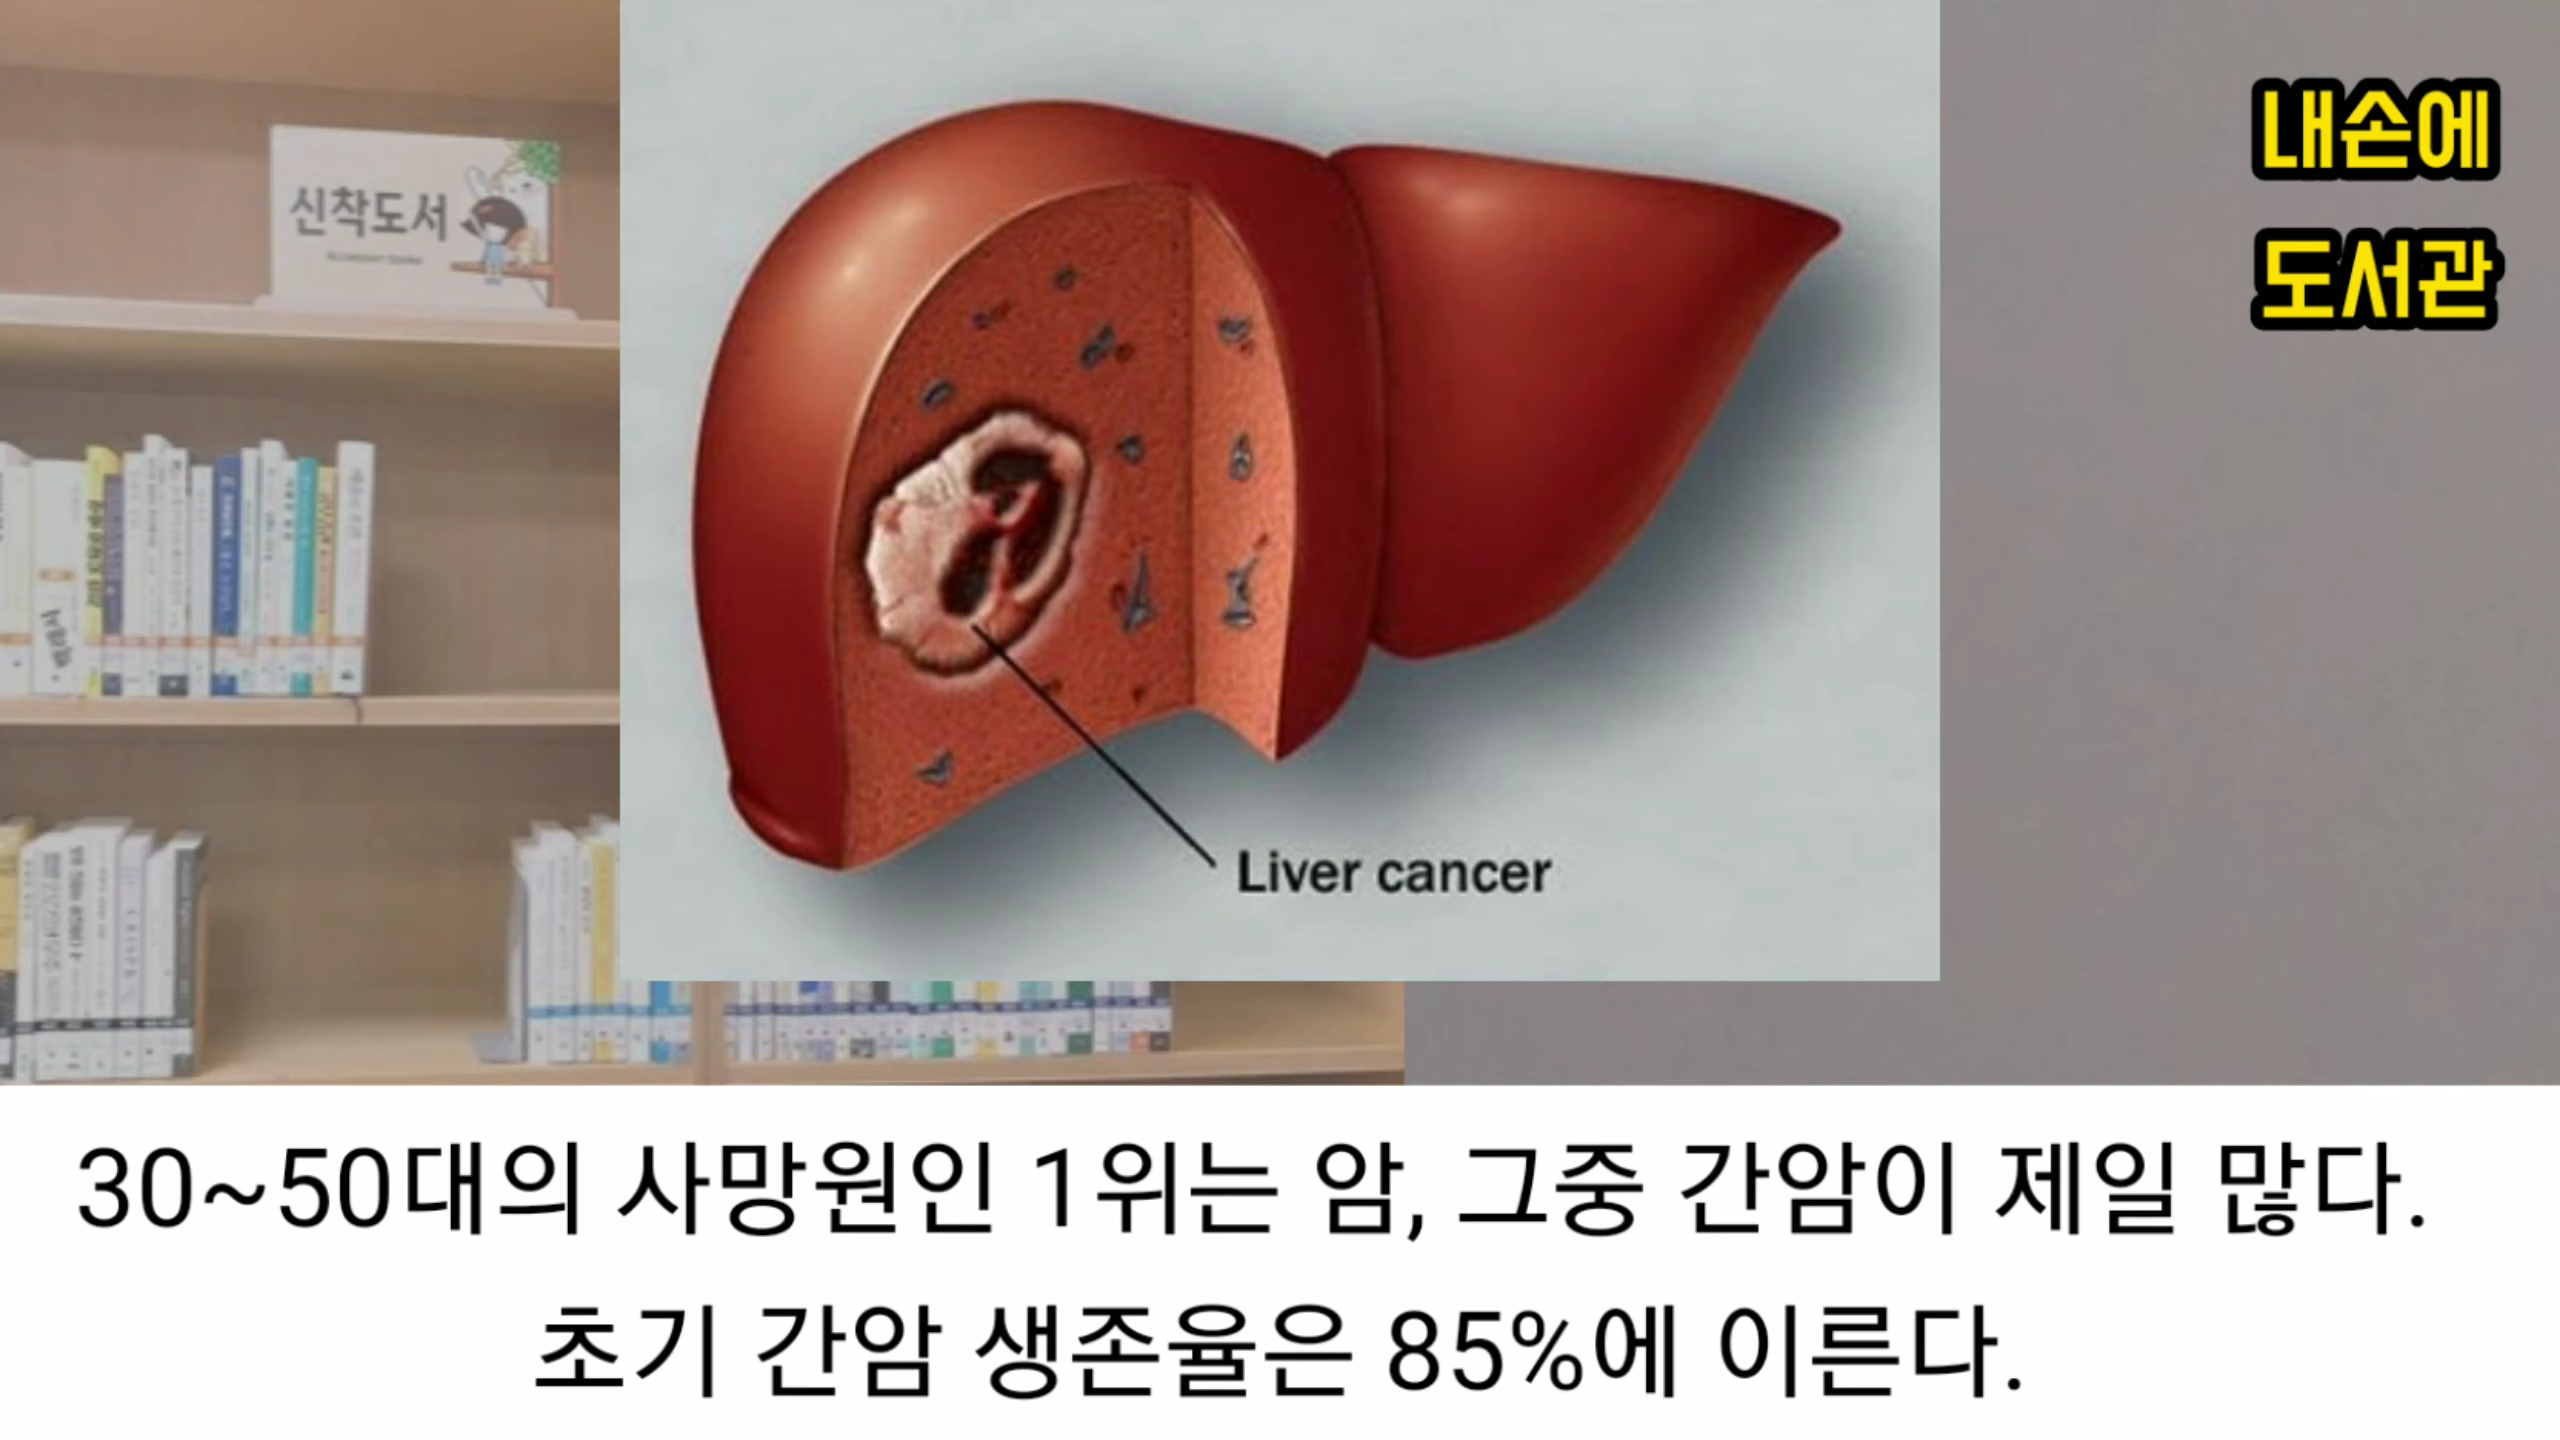 신착도서
내손에
도서관
Liver cancer
30~50대의 사망원인 1위는 암, 그중 간암이 제일 많다.
초기 간암 생존율은 85%에 이른다.